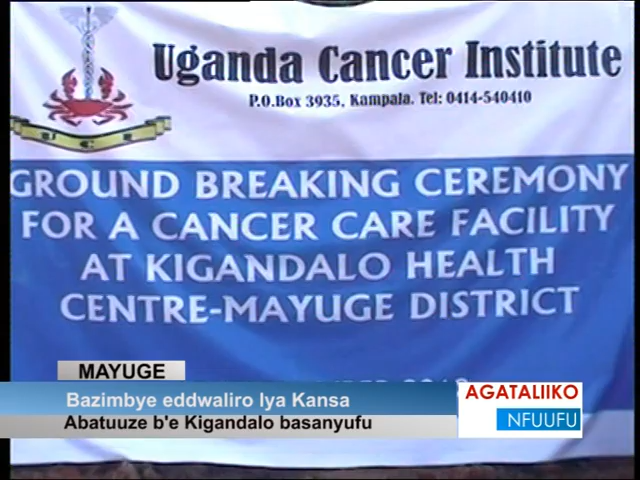 Uganda Cancer Institute
P.O.Box 3935, Kampala. Tel: 0414-540410
U C I
GROUND BREAKING CEREMONY
FOR A CANCER CARE FACILITY
AT KIGANDALO HEALTH
CENTRE-MAYUGE DISTRICT
MAYUGE
Bazimbye eddwaliro lya Kansa
Abatuuze b'e Kigandalo basanyufu
AGATALIIKO
NFUUFU